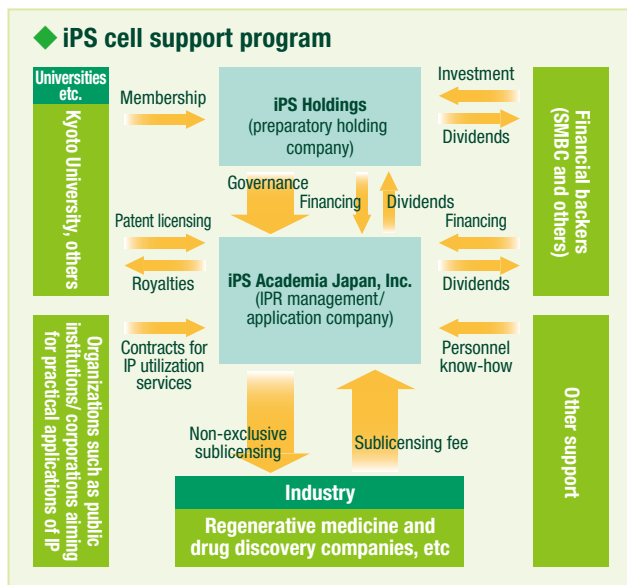 iPS cell support program
Universities
etc.
Kyoto University, others
Membership
iPS Holdings
(preparatory holding
company)
Investment
Dividends
Financial backers
(SMBC and others)
Governance
Financing
Dividends
Patent licensing
Royalties
iPS Academia Japan, Inc.
(IPR management/
application company)
Financing
Dividends
Organizations such as public
institutions/ corporations aiming
for practical applications of IP
Contracts for
IP utilization
services
Personnel
know-how
Other support
Non-exclusive
sublicensing
Sublicensing fee
Industry
Regenerative medicine and
drug discovery companies, etc